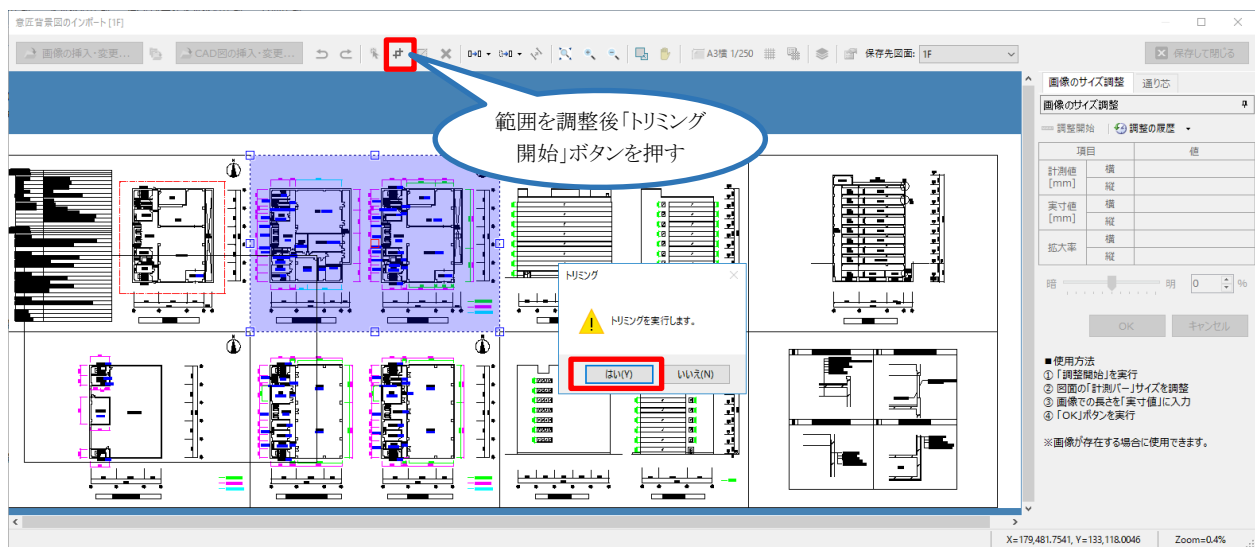 意匠背景図のインポート [1F]
画像の挿入・変更... CAD図の挿入・変更... A3横 1/250 保存先図面: 1F 保存して閉じる
範囲を調整後「トリミング
開始」ボタンを押す
画像のサイズ調整 通り芯
画像のサイズ調整
調整開始 調整の履歴
項目 値
計測値
[mm]
横
縦
実寸値
[mm]
横
縦
拡大率
横
縦
暗 明 0 %
OK キャンセル
■使用方法
① 「調整開始」を実行
② 図面の「計測バー」サイズを調整
③ 画像での長さを「実寸値」に入力
④ 「OK」ボタンを実行
※画像が存在する場合に使用できます。
トリミング
トリミングを実行します。
はい(Y) いいえ(N)
X=179,481.7541, Y=133,118.0046 Zoom=0.4%